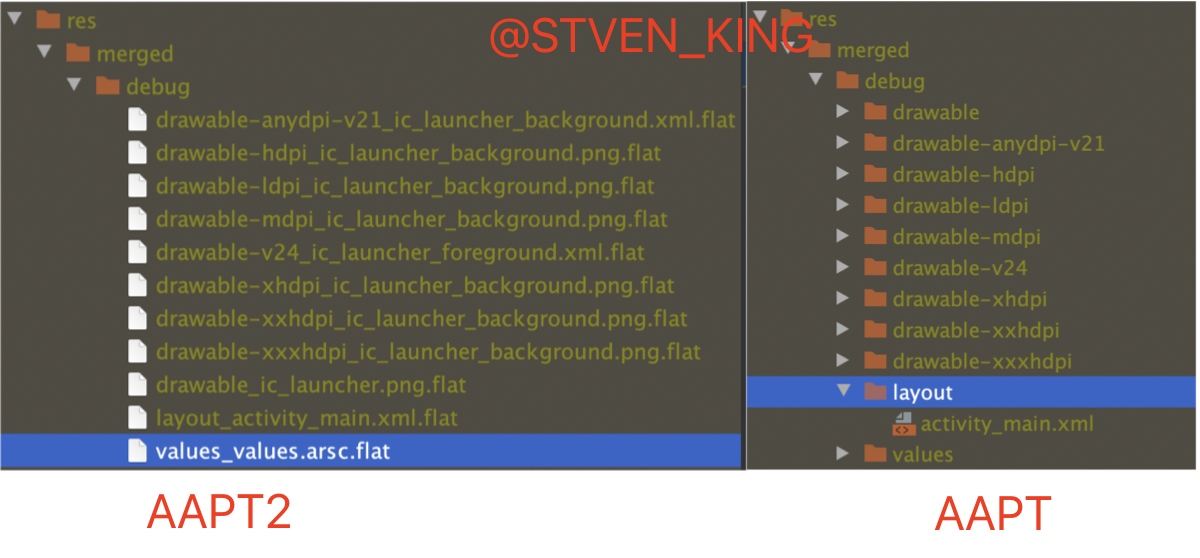 @STVEN_KING
res
merged
debug
drawable-anydpi-v21_ic_launcher_background.xml.flat
drawable-hdpi_ic_launcher_background.png.flat
drawable-ldpi_ic_launcher_background.png.flat
drawable-mdpi_ic_launcher_background.png.flat
drawable-v24_ic_launcher_foreground.xml.flat
drawable-xhdpi_ic_launcher_background.png.flat
drawable-xxhdpi_ic_launcher_background.png.flat
drawable-xxxhdpi_ic_launcher_background.png.flat
drawable_ic_launcher.png.flat
layout_activity_main.xml.flat
values_values.arsc.flat
AAPT2
res
merged
debug
drawable
drawable-anydpi-v21
drawable-hdpi
drawable-ldpi
drawable-mdpi
drawable-v24
drawable-xhdpi
drawable-xxhdpi
drawable-xxxhdpi
layout
activity_main.xml
values
AAPT